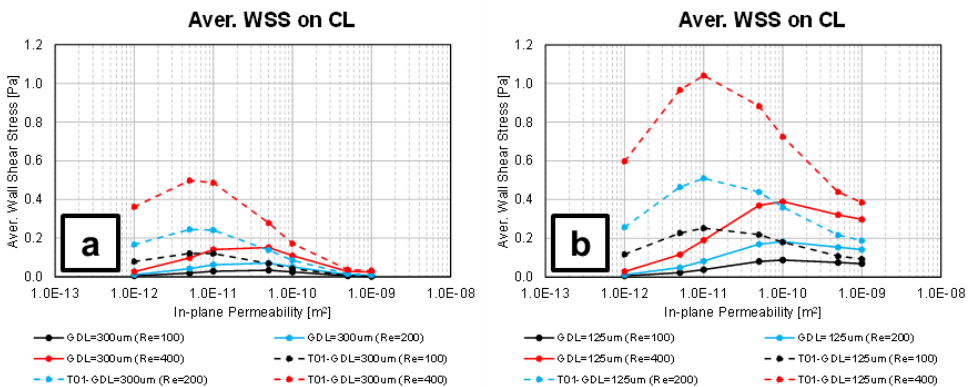 Aver. WSS on CL
Aver. Wall Shear Stress [Pa]
1.2
1.0
0.8
0.6
0.4
0.2
0.0
a
1.0E-13 1.0E-12 1.0E-11 1.0E-10 1.0E-09 1.0E-08
In-plane Permeability [m²]
GDL=300um (Re=100) GDL=300um (Re=200)
GDL=300um (Re=400) T01-GDL=300um (Re=100)
T01-GDL=300um (Re=200) T01-GDL=300um (Re=400)
Aver. WSS on CL
Aver. Wall Shear Stress [Pa]
1.2
1.0
0.8
0.6
0.4
0.2
0.0
b
1.0E-13 1.0E-12 1.0E-11 1.0E-10 1.0E-09 1.0E-08
In-plane Permeability [m²]
GDL=125um (Re=100) GDL=125um (Re=200)
GDL=125um (Re=400) T01-GDL=125um (Re=100)
T01-GDL=125um (Re=200) T01-GDL=125um (Re=400)